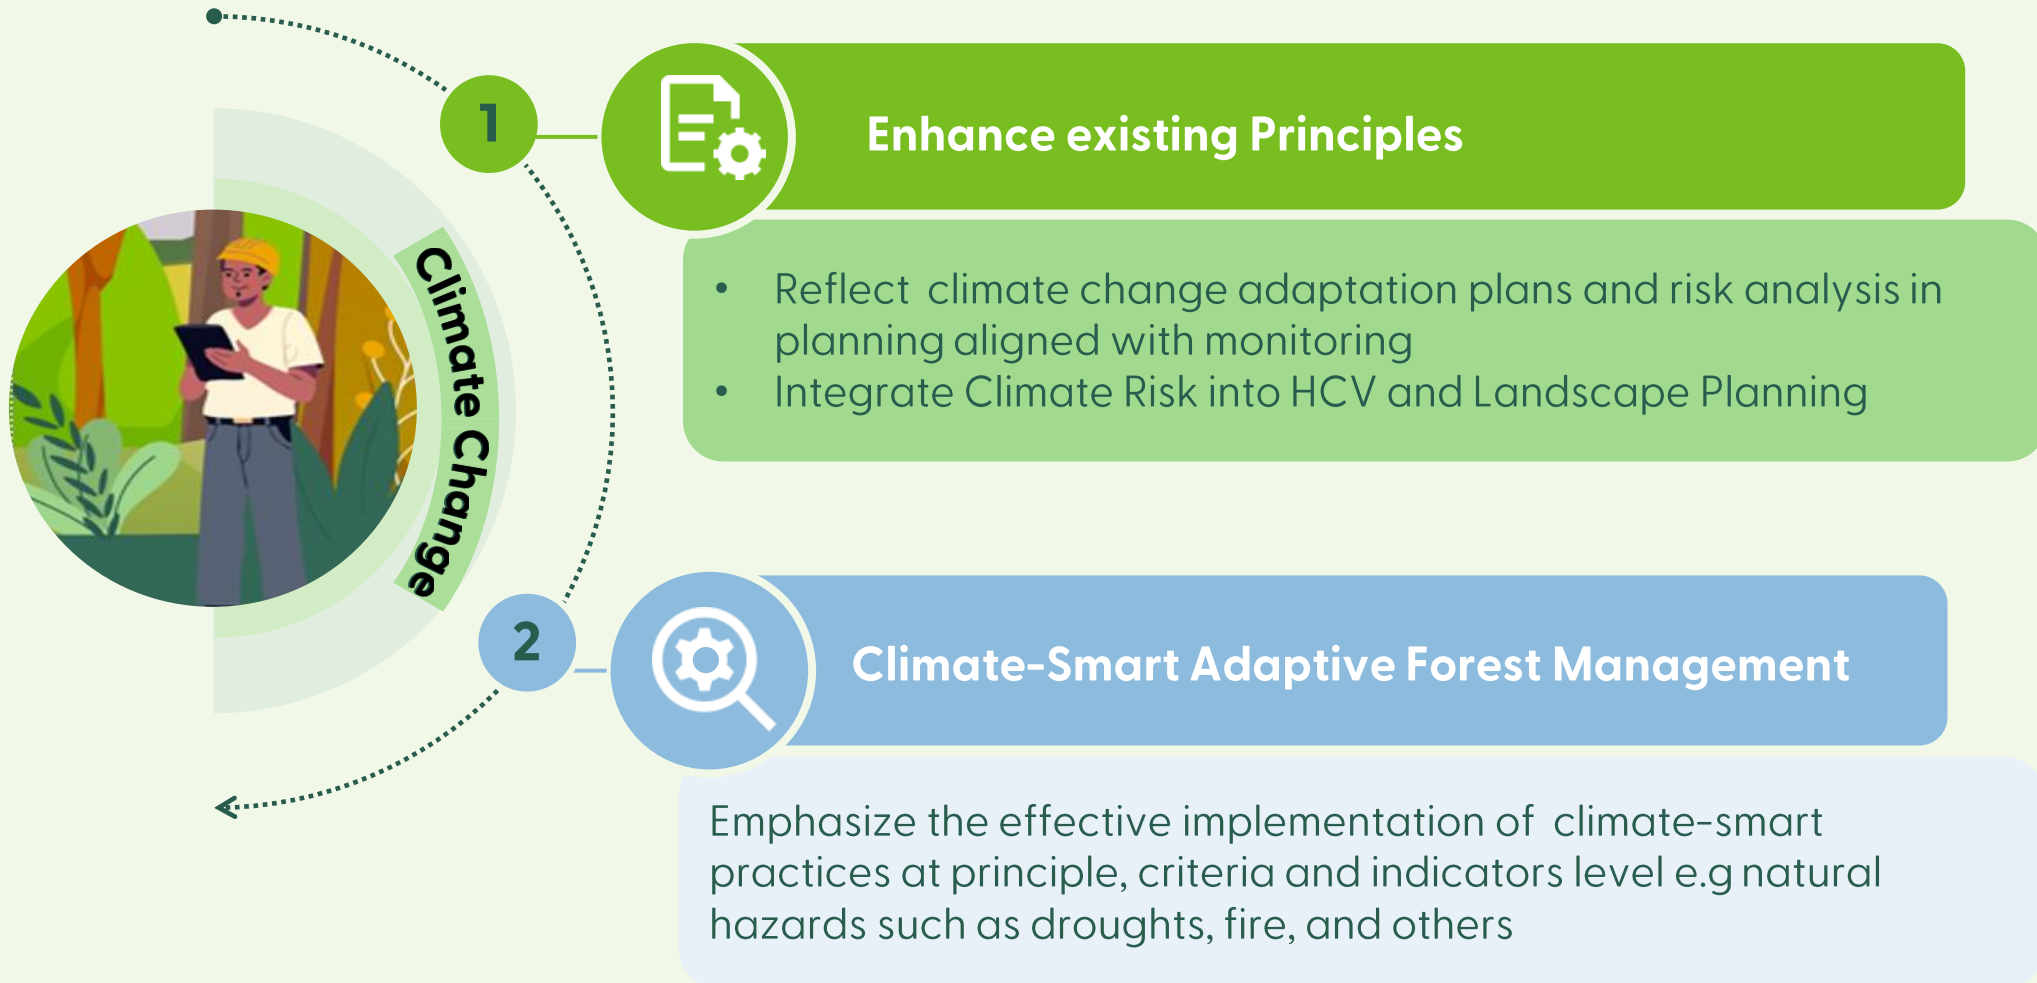 Climate Change
1
Enhance existing Principles
• Reflect climate change adaptation plans and risk analysis in
planning aligned with monitoring
• Integrate Climate Risk into HCV and Landscape Planning
2
Climate-Smart Adaptive Forest Management
Emphasize the effective implementation of climate-smart
practices at principle, criteria and indicators level e.g natural
hazards such as droughts, fire, and others